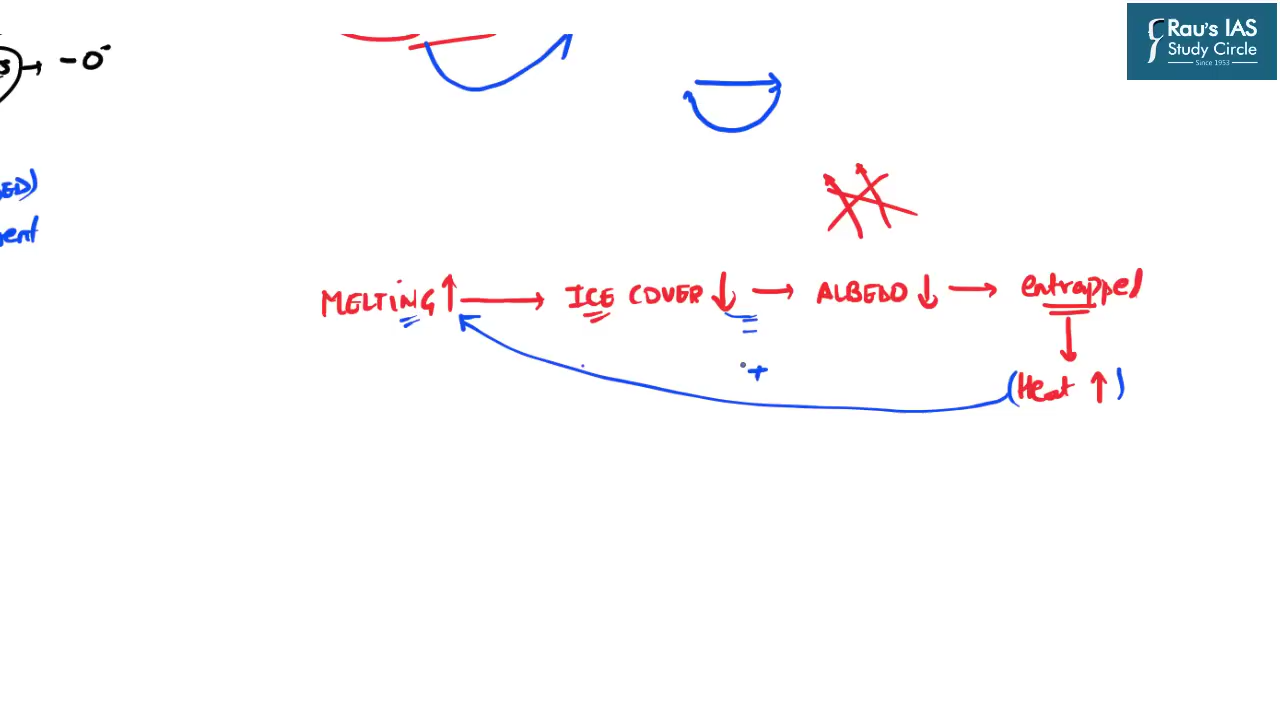 Rau's IAS
Study Circle
Since 1953
MELTING ↑ → ICE COVER ↓ → ALBEDO ↓ → entrapped
↓
+
(Heat ↑)